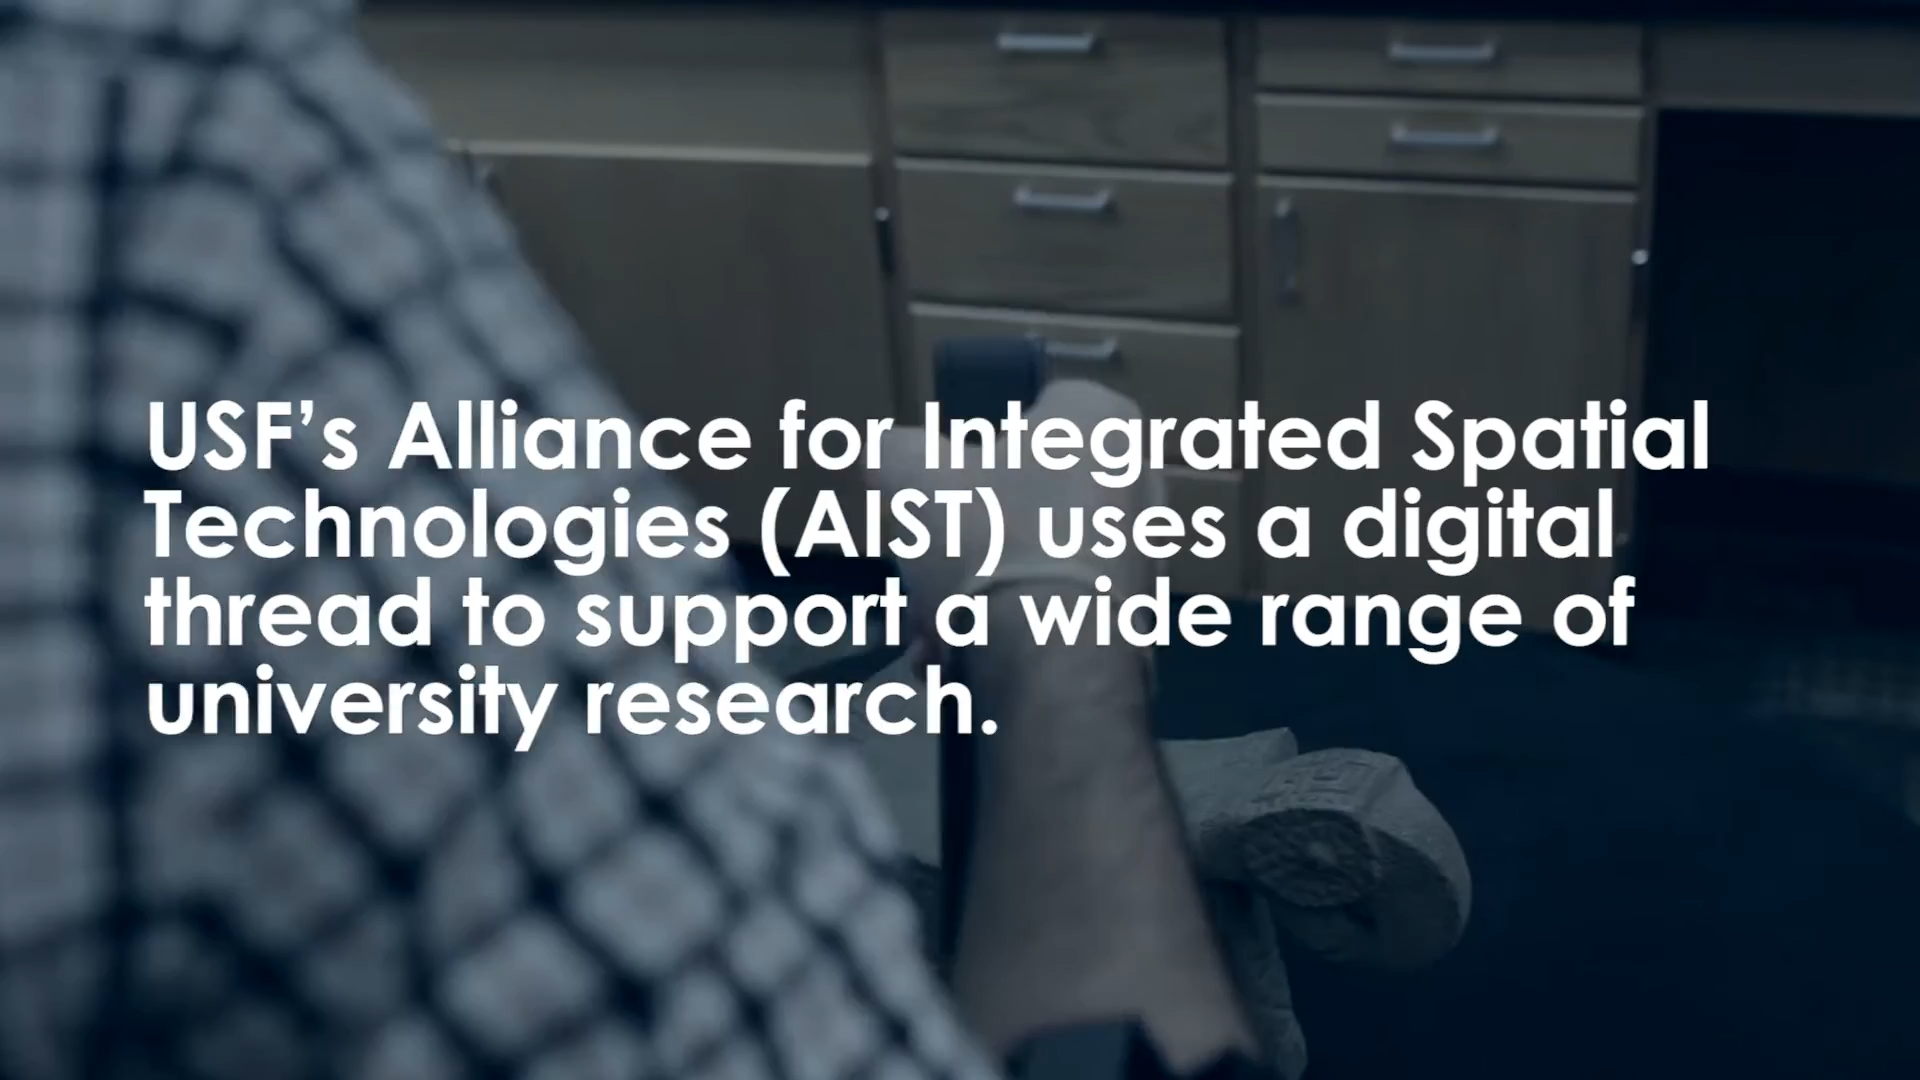 USF’s Alliance for Integrated Spatial
Technologies (AIST) uses a digital
thread to support a wide range of
university research.